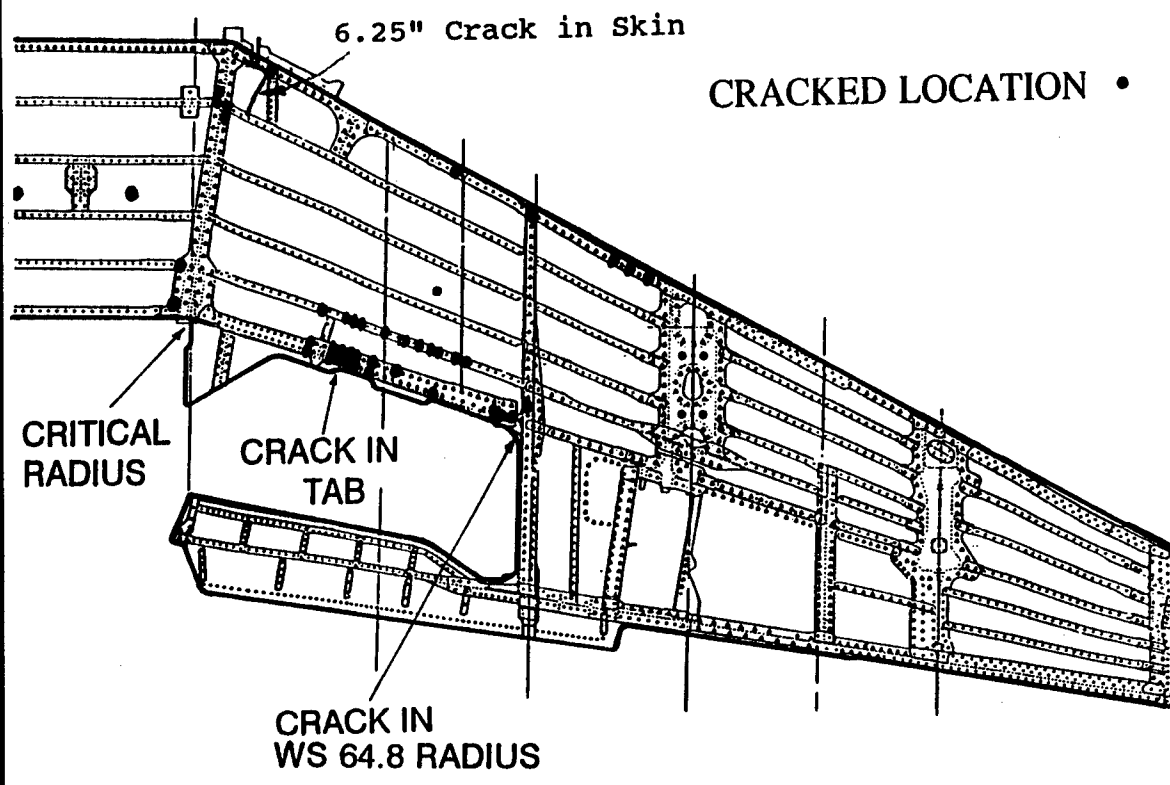 6.25" Crack in Skin
CRACKED LOCATION •
CRITICAL
RADIUS
CRACK IN
TAB
CRACK IN
WS 64.8 RADIUS